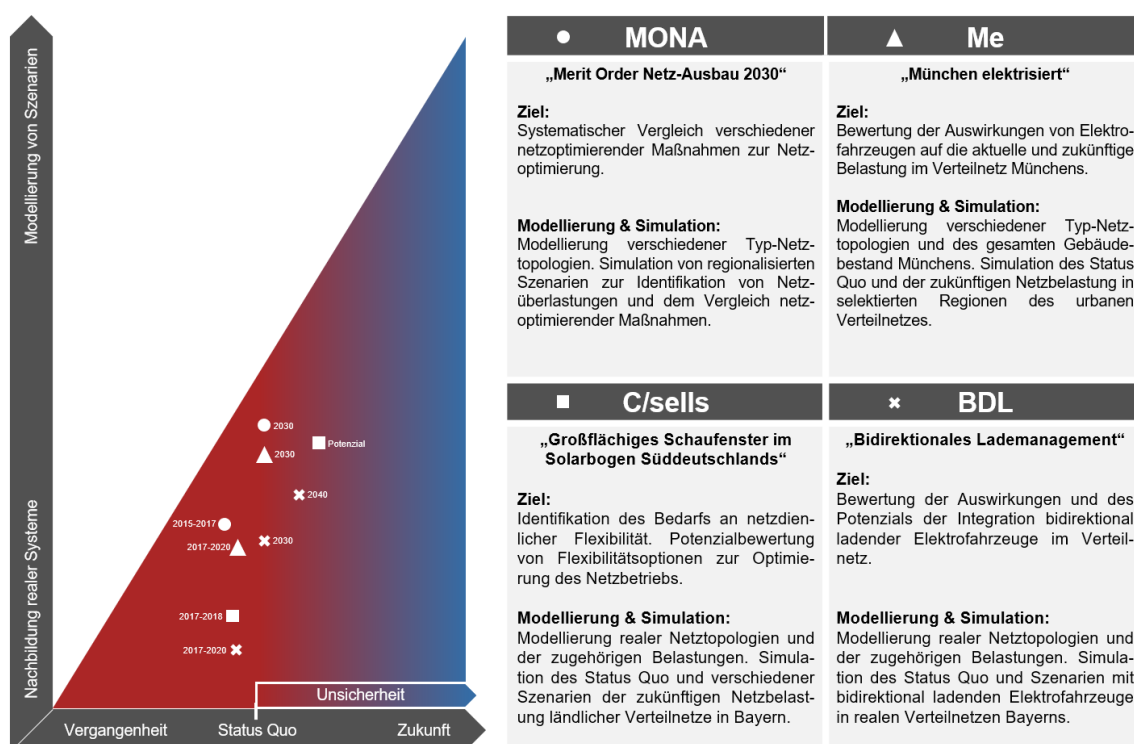 Modellierung von Szenarien
Nachbildung realer Systeme
2030
Potenzial
2030
2040
2015-2017
2030
2017-2020
2017-2018
2017-2020
Unsicherheit
Vergangenheit
Status Quo
Zukunft
MONA
„Merit Order Netz-Ausbau 2030“
Ziel:
Systematischer Vergleich verschiedener
netzoptimierender Maßnahmen zur Netz-
optimierung.
Modellierung & Simulation:
Modellierung verschiedener Typ-Netz-
topologien. Simulation von regionalisierten
Szenarien zur Identifikation von Netz-
überlastungen und dem Vergleich netz-
optimierender Maßnahmen.
Me
„München elektrisiert“
Ziel:
Bewertung der Auswirkungen von Elektro-
fahrzeugen auf die aktuelle und zukünftige
Belastung im Verteilnetz Münchens.
Modellierung & Simulation:
Modellierung verschiedener Typ-Netz-
topologien und des gesamten Gebäude-
bestand Münchens. Simulation des Status
Quo und der zukünftigen Netzbelastung in
selektierten Regionen des urbanen
Verteilnetzes.
C/sells
„Großflächiges Schaufenster im
Solarbogen Süddeutschlands“
Ziel:
Identifikation des Bedarfs an netzdien-
licher Flexibilität. Potenzialbewertung
von Flexibilitätsoptionen zur Optimie-
rung des Netzbetriebs.
Modellierung & Simulation:
Modellierung realer Netztopologien und
der zugehörigen Belastungen. Simula-
tion des Status Quo und verschiedener
Szenarien der zukünftigen Netzbelast-
ung ländlicher Verteilnetze in Bayern.
BDL
„Bidirektionales Lademanagement“
Ziel:
Bewertung der Auswirkungen und des
Potenzials der Integration bidirektional
ladender Elektrofahrzeuge im Verteil-
netz.
Modellierung & Simulation:
Modellierung realer Netztopologien und
der zugehörigen Belastungen. Simula-
tion des Status Quo und Szenarien mit
bidirektional ladenden Elektrofahrzeuge
in realen Verteilnetzen Bayerns.